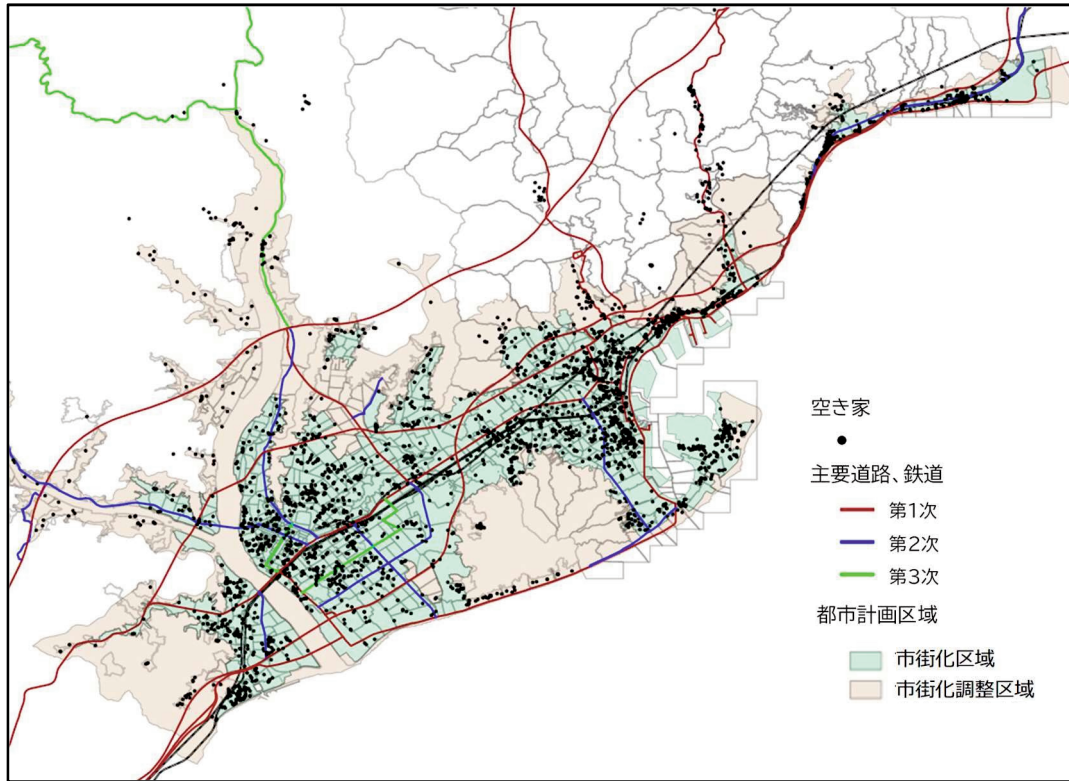 空き家
主要道路、鉄道
第1次
第2次
第3次
都市計画区域
市街化区域
市街化調整区域